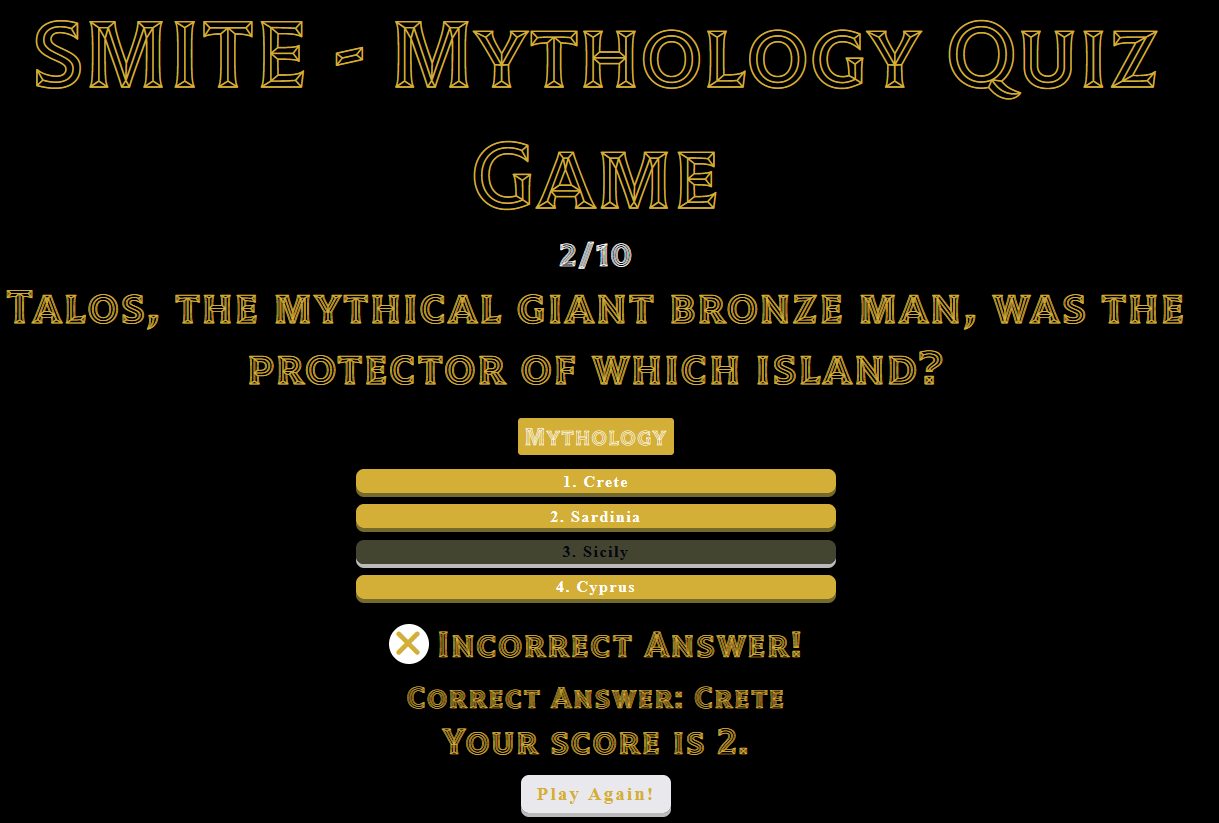 SMITE - Mythology Quiz
Game
2/10
Talos, the mythical giant bronze man, was the
protector of which island?
Mythology
1. Crete
2. Sardinia
3. Sicily
4. Cyprus
Incorrect Answer!
Correct Answer: Crete
Your score is 2.
Play Again!